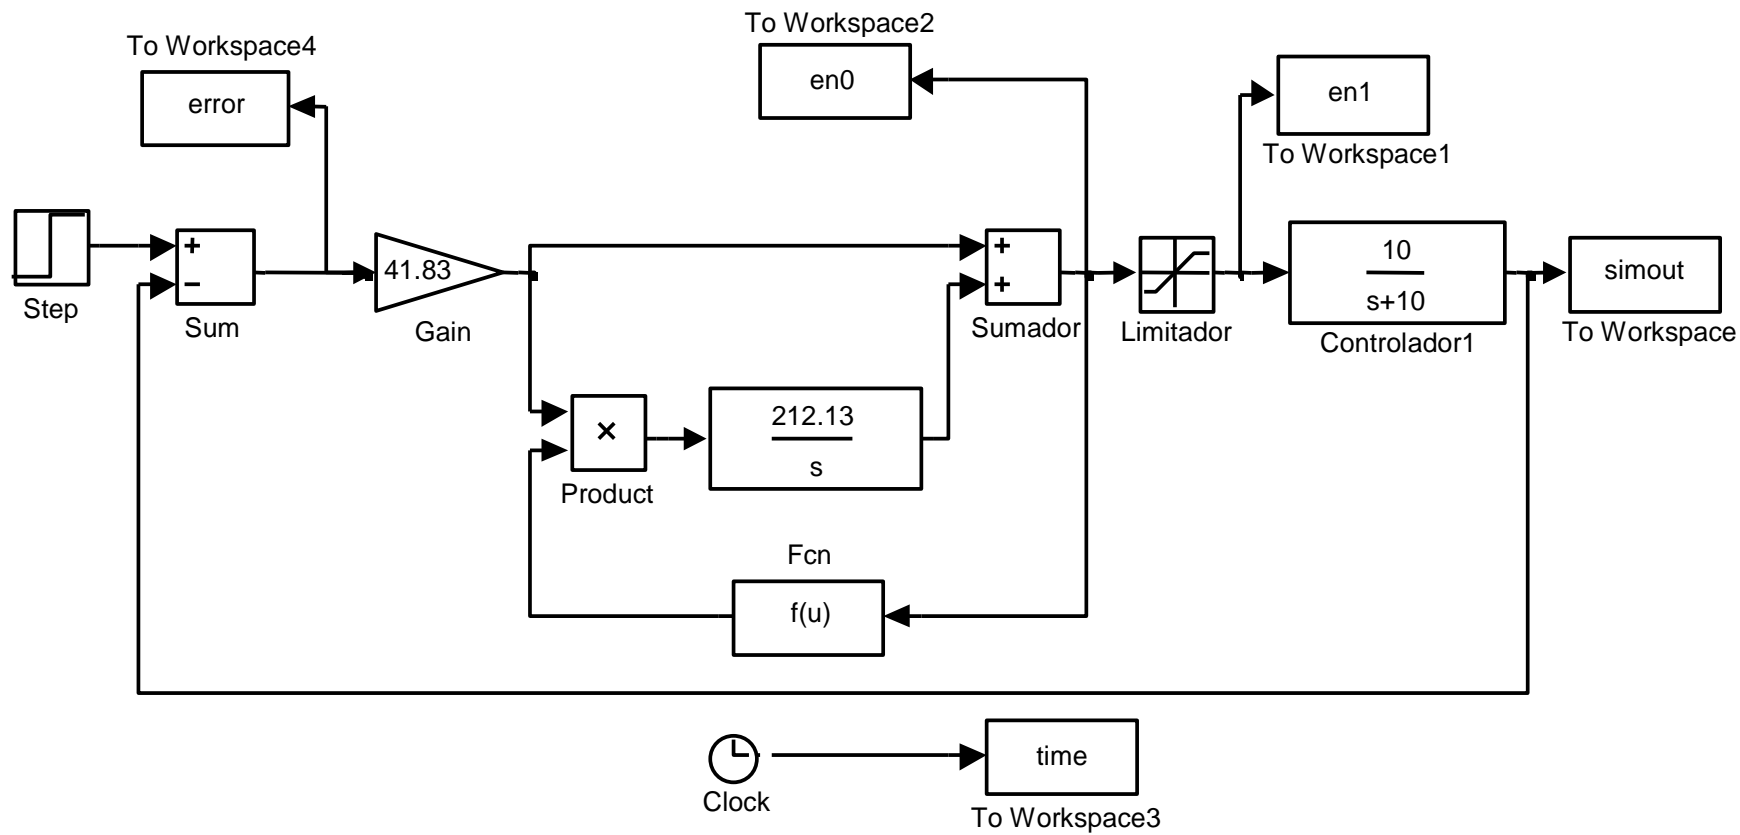 To Workspace2
To Workspace4
en0
en1
error
To Workspace1
+
−
Step
Sum
41.83
Gain
+
+
Sumador
Limitador
10
s+10
Controlador1
simout
To Workspace
×
Product
212.13
s
Fcn
f(u)
time
Clock
To Workspace3